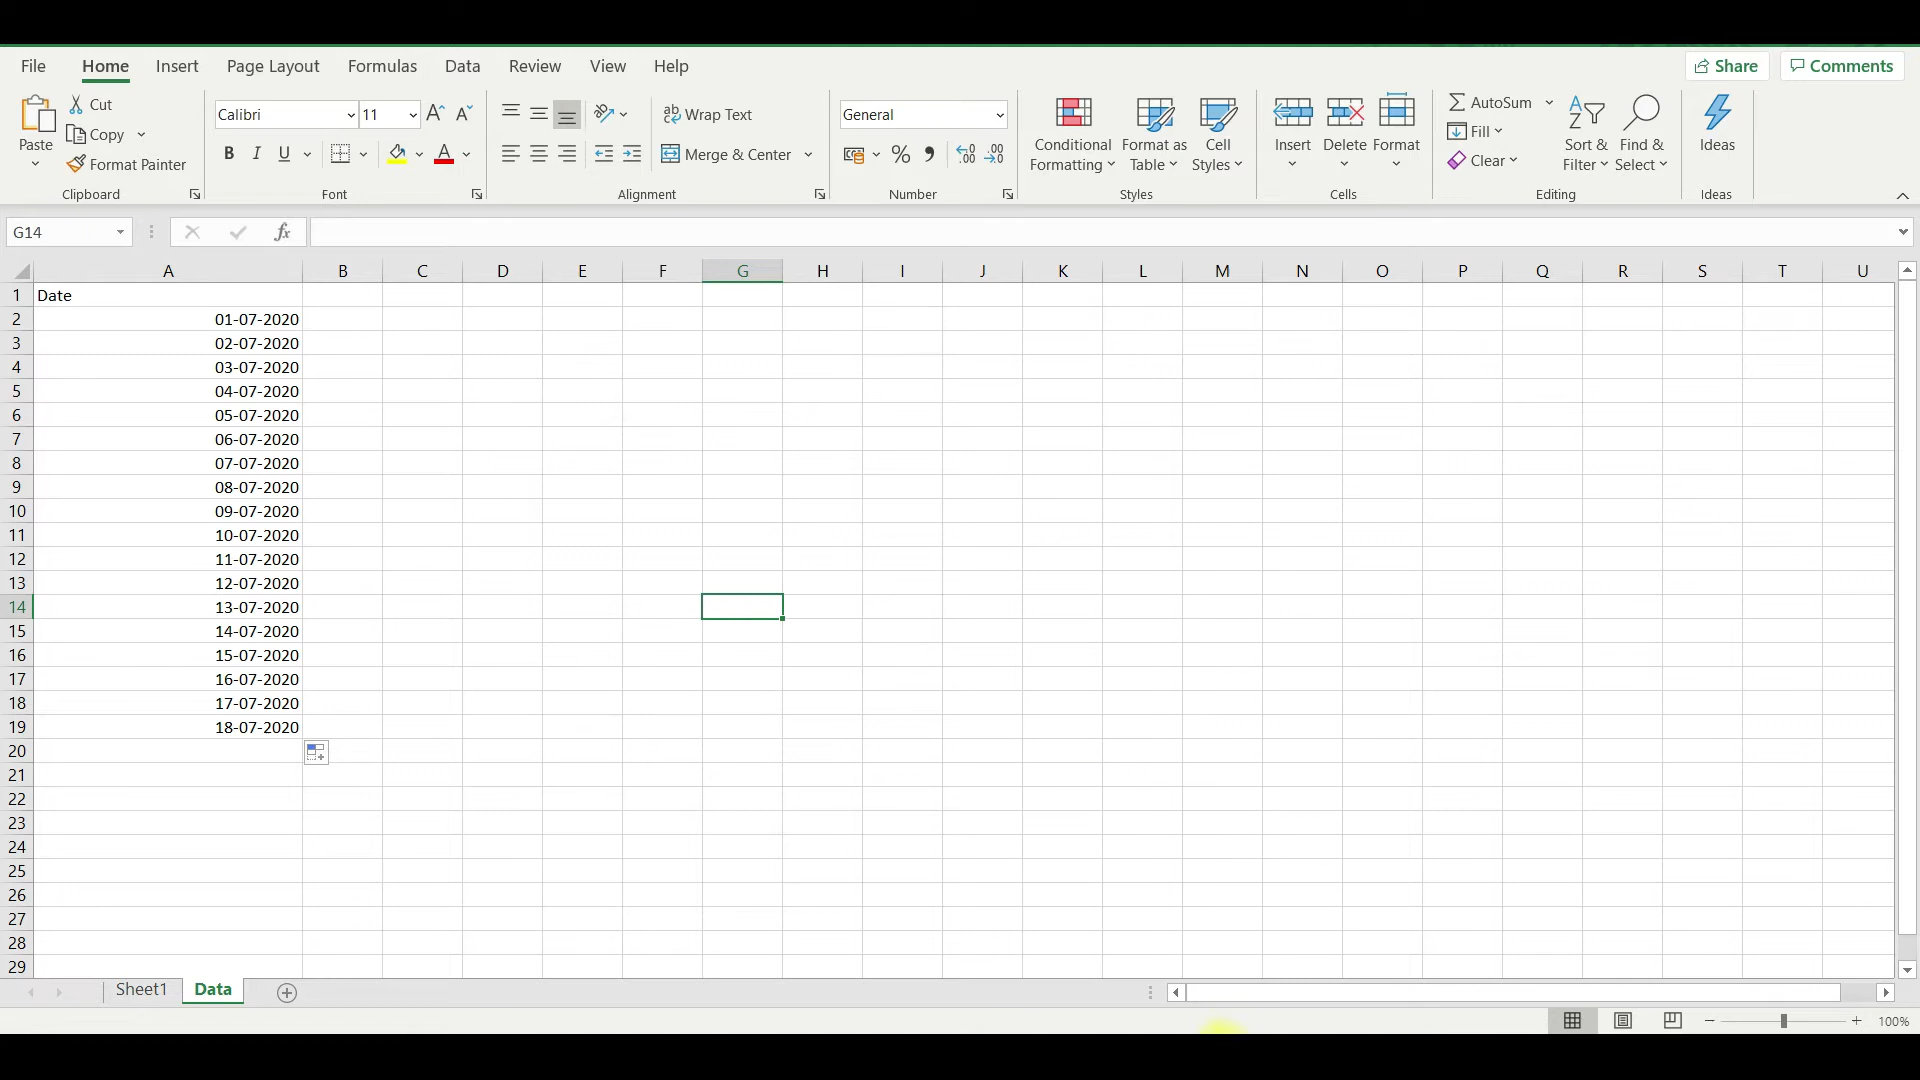 File Home Insert Page Layout Formulas Data Review View Help Share Comments
Paste Cut Copy Format Painter Clipboard
Calibri 11 A A B I U A Font
ab Wrap Text Merge & Center Alignment
General % Number
Conditional Formatting Format as Table Cell Styles Styles
Insert Delete Format Cells
AutoSum Fill Clear Sort & Filter Find & Select Editing
Ideas Ideas
G14 fx
A B C D E F G H I J K L M N O P Q R S T U
1 Date
2 01-07-2020
3 02-07-2020
4 03-07-2020
5 04-07-2020
6 05-07-2020
7 06-07-2020
8 07-07-2020
9 08-07-2020
10 09-07-2020
11 10-07-2020
12 11-07-2020
13 12-07-2020
14 13-07-2020
15 14-07-2020
16 15-07-2020
17 16-07-2020
18 17-07-2020
19 18-07-2020
20
21
22
23
24
25
26
27
28
29
Sheet1 Data
100%